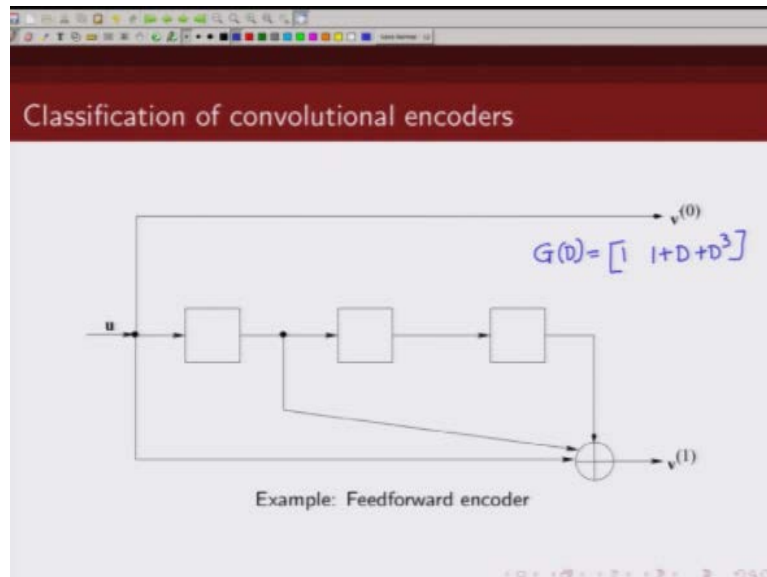 Classification of convolutional encoders
v(0)
G(D)=[1 1+D+D³]
u
v(1)
Example: Feedforward encoder